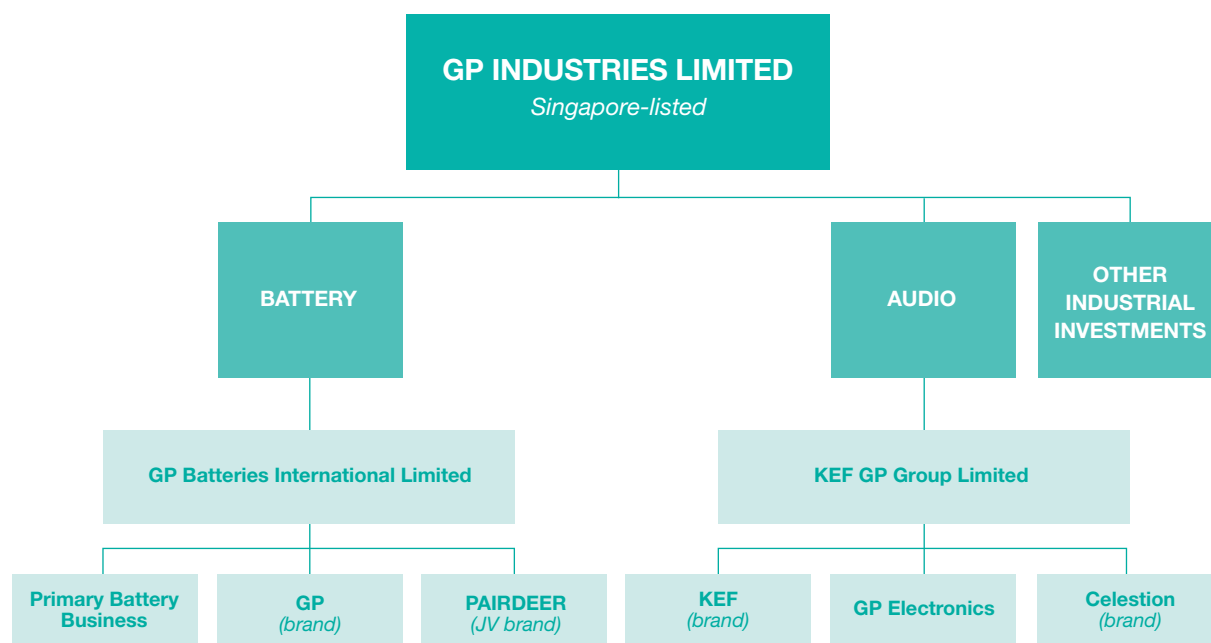 GP INDUSTRIES LIMITED
Singapore-listed
BATTERY
AUDIO
OTHER
INDUSTRIAL
INVESTMENTS
GP Batteries International Limited
KEF GP Group Limited
Primary Battery
Business
GP
(brand)
PAIRDEER
(JV brand)
KEF
(brand)
GP Electronics
Celestion
(brand)